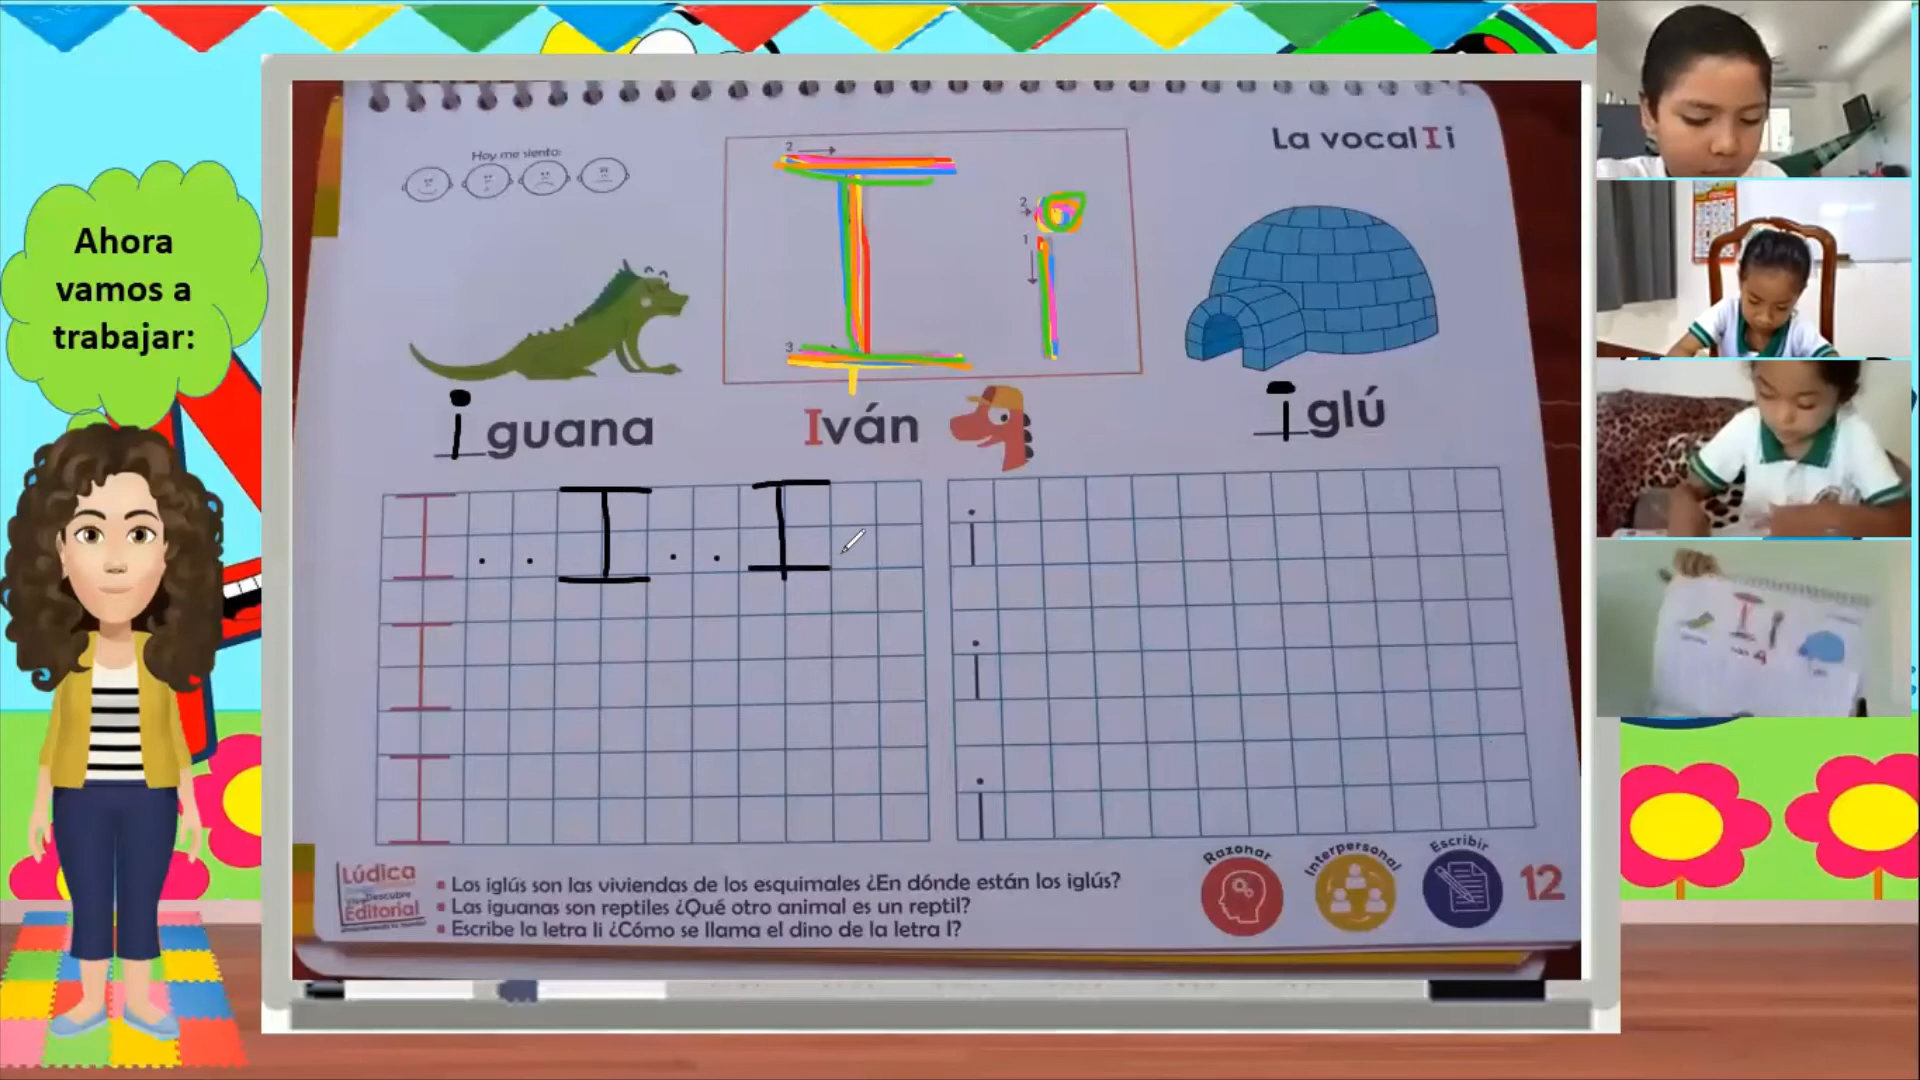 Ahora
vamos a
trabajar:
Hoy me siento:
La vocal I i
2
I i
2
1
3
iguana
Iván
iglú
I . . I . . I
i
I
i
I
i
Lúdica
Editorial
Los iglús son las viviendas de los esquimales ¿En dónde están los iglús?
Las iguanas son reptiles ¿Qué otro animal es un reptil?
Escribe la letra Ii ¿Cómo se llama el dino de la letra I?
Razonar
Interpersonal
Escribir
12